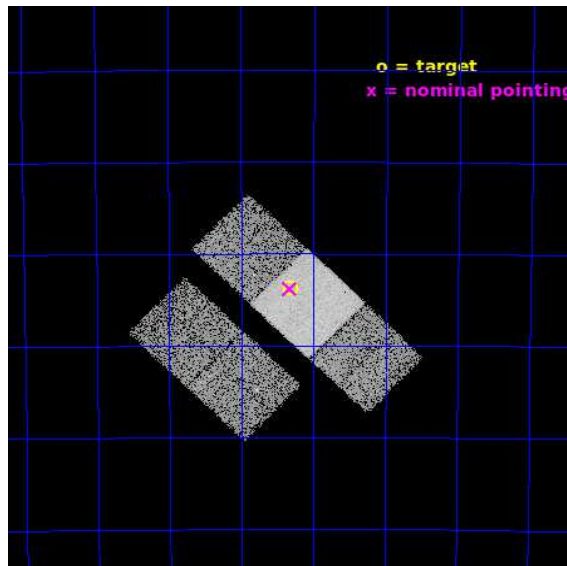 o = target
x = nominal pointing